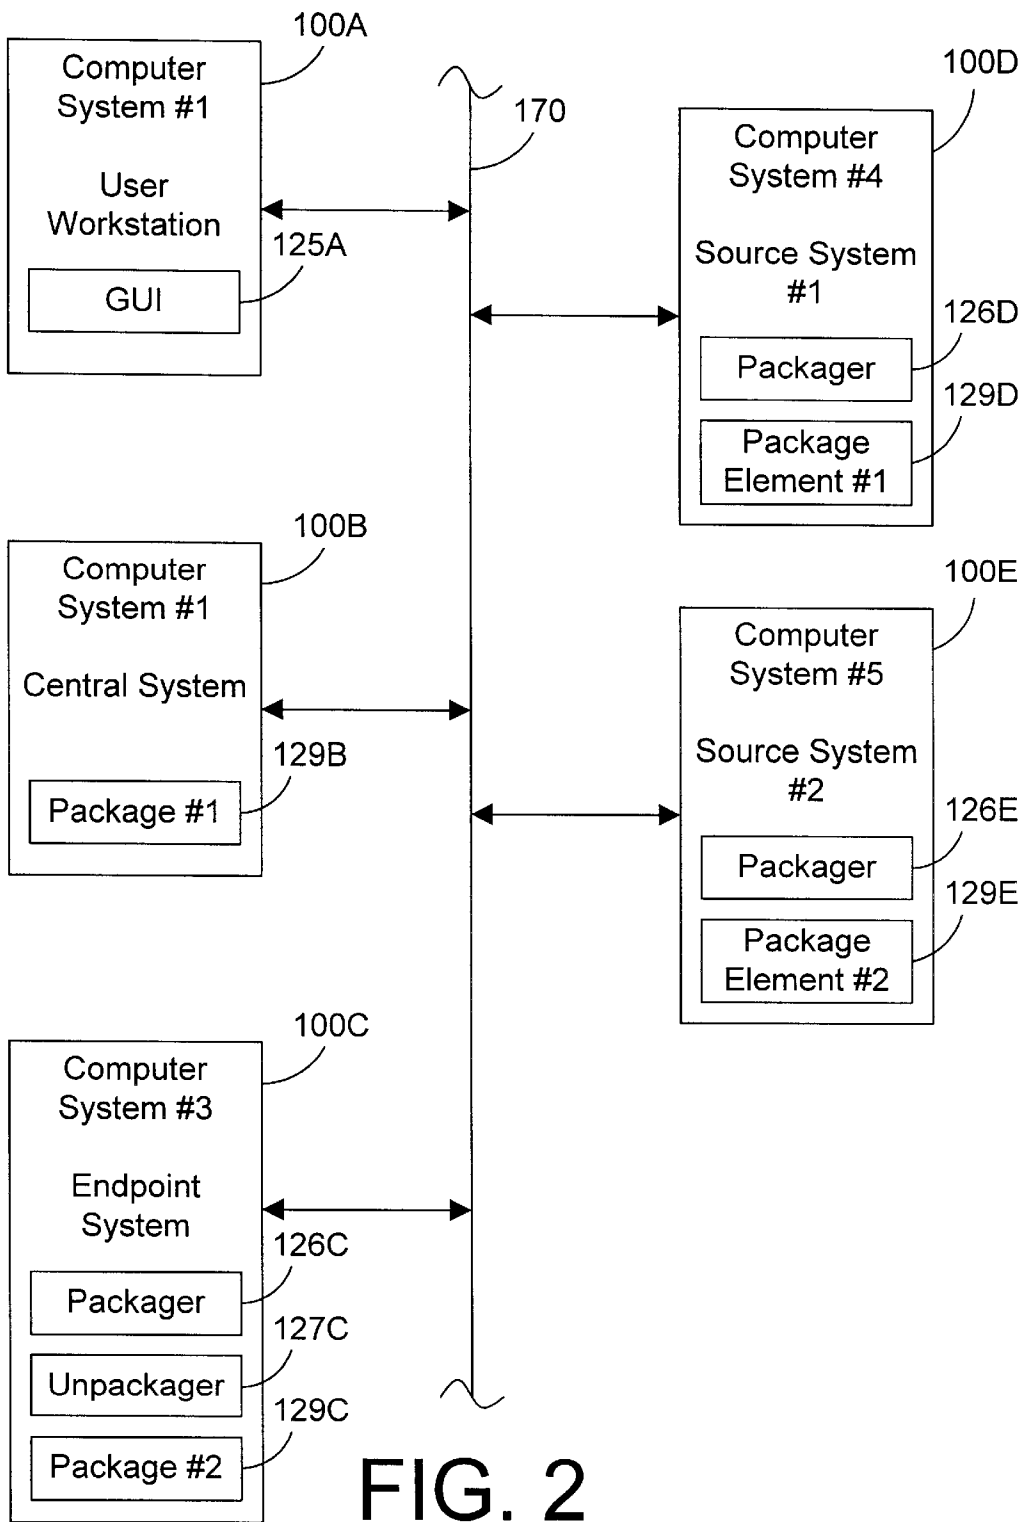 100A
Computer
System #1
User
Workstation
125A
GUI
170
100D
Computer
System #4
Source System
#1
126D
Packager
129D
Package
Element #1
100B
Computer
System #1
Central System
129B
Package #1
100E
Computer
System #5
Source System
#2
126E
Packager
129E
Package
Element #2
100C
Computer
System #3
Endpoint
System
126C
Packager
127C
Unpackager
129C
Package #2
FIG. 2